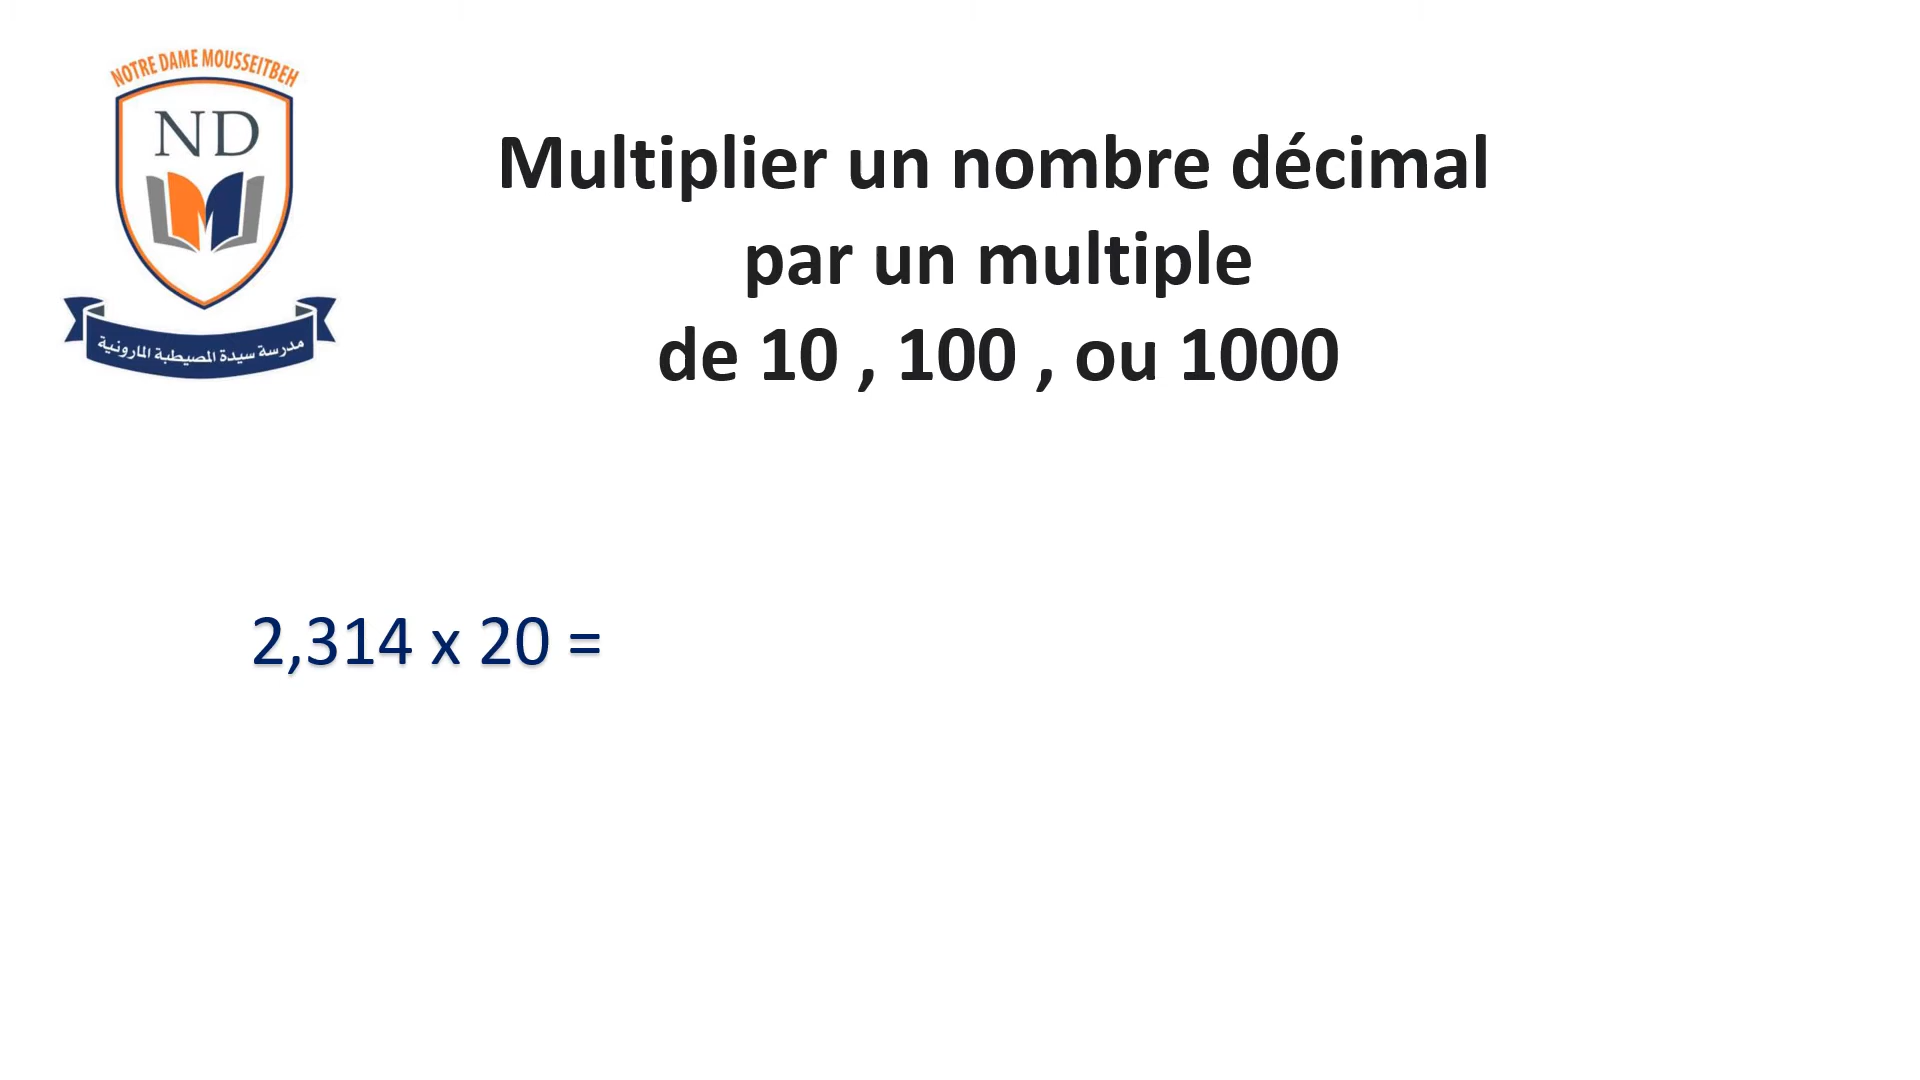 NOTRE DAME MOUSSEITBEH
ND
مدرسة سيدة المصيطبة المارونية
Multiplier un nombre décimal
par un multiple
de 10 , 100 , ou 1000
2,314 x 20 =